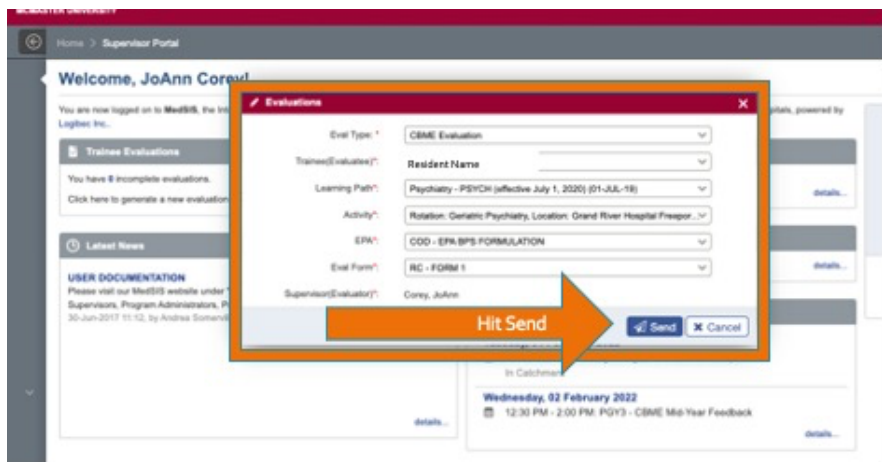 McMASTER UNIVERSITY
Home > Supervisor Portal
Welcome, JoAnn Corey!
You are now logged on to MedSIS, the Int
pitals, powered by
Logibec Inc..
Trainee Evaluations
You have 0 incomplete evaluations.
Click here to generate a new evaluation
details...
Latest News
USER DOCUMENTATION
Please visit our MedSIS website under "
Supervisors, Program Administrators, P
30-Jun-2017 11:12, by Andrea Somervil
details...
Evaluations
Eval Type: * CBME Evaluation
Trainee(Evaluatee)*: Resident Name
Learning Path*: Psychiatry - PSYCH (effective July 1, 2020) (01-JUL-19)
Activity*: Rotation: Geriatric Psychiatry, Location: Grand River Hospital Freepor...
EPA*: COD - EPA BPS FORMULATION
Eval Form*: RC - FORM 1
Supervisor(Evaluator)*: Corey, JoAnn
Hit Send
Send
Cancel
details...
In Catchment
Wednesday, 02 February 2022
12:30 PM - 2:00 PM: PGY3 - CBME Mid-Year Feedback
details...